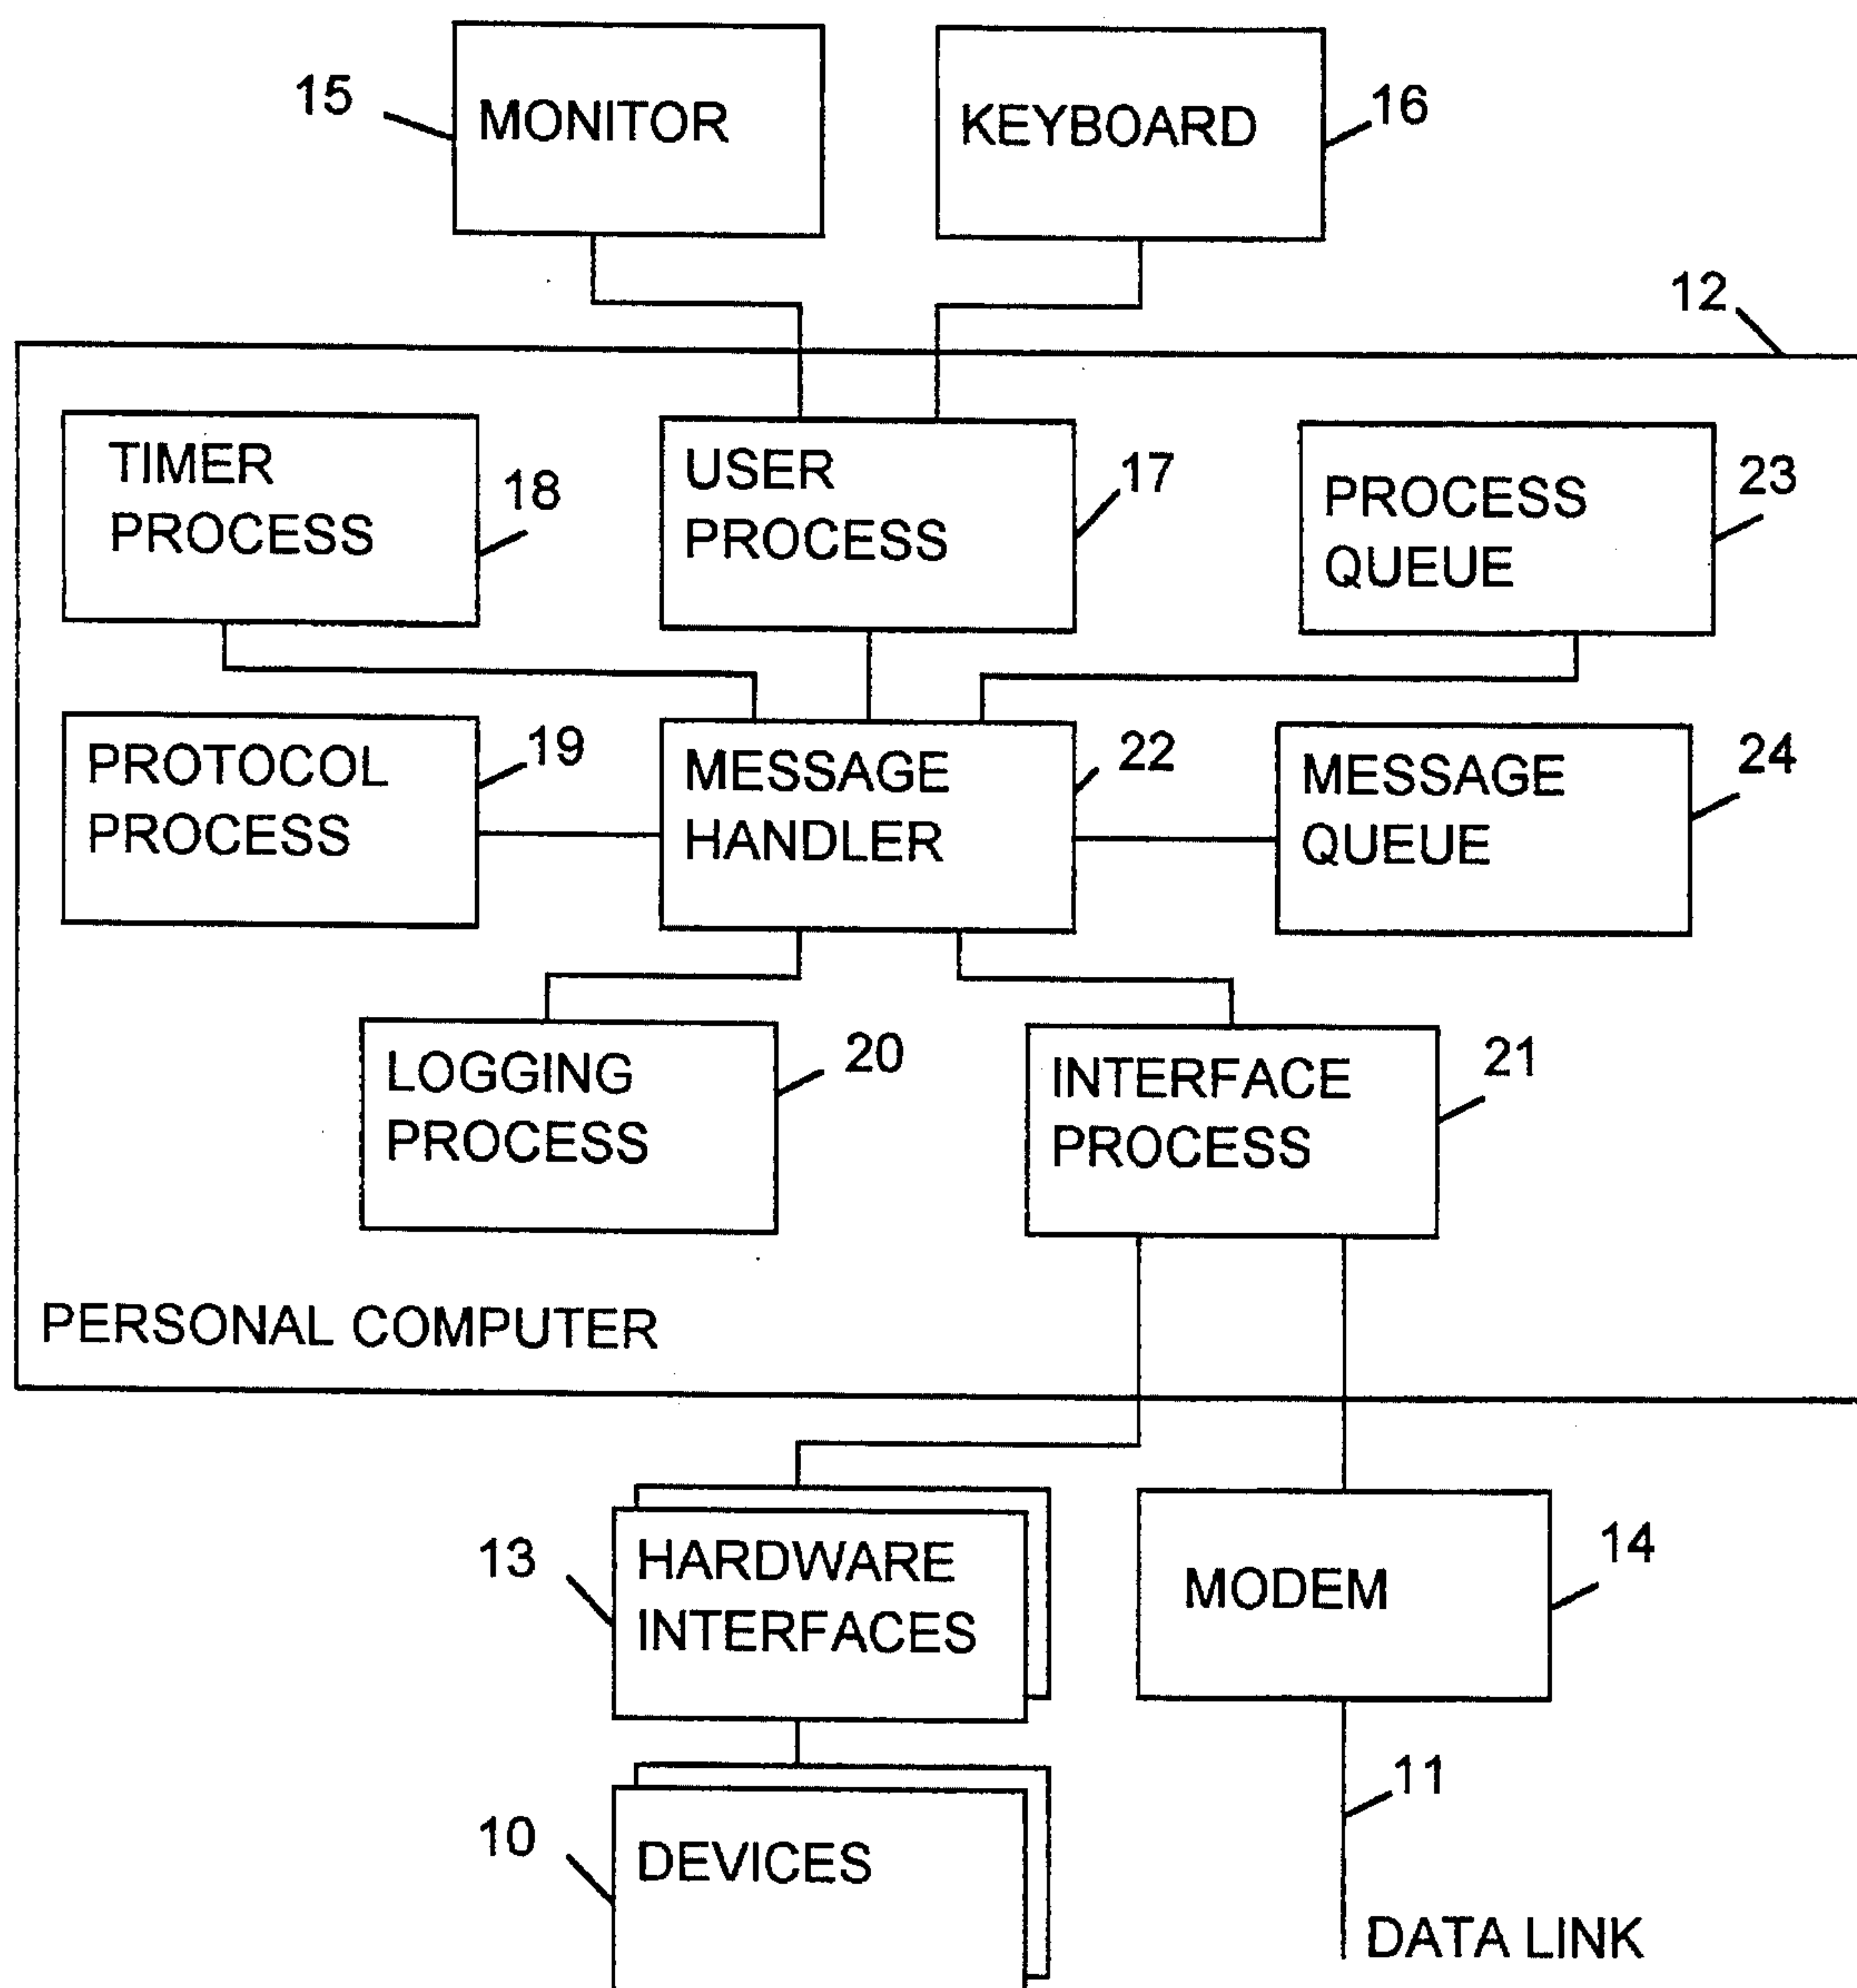 15
MONITOR
KEYBOARD
16
12
TIMER
PROCESS
18
USER
PROCESS
17
PROCESS
QUEUE
23
PROTOCOL
PROCESS
19
MESSAGE
HANDLER
22
MESSAGE
QUEUE
24
LOGGING
PROCESS
20
INTERFACE
PROCESS
21
PERSONAL COMPUTER
13
HARDWARE
INTERFACES
MODEM
14
11
10
DEVICES
DATA LINK